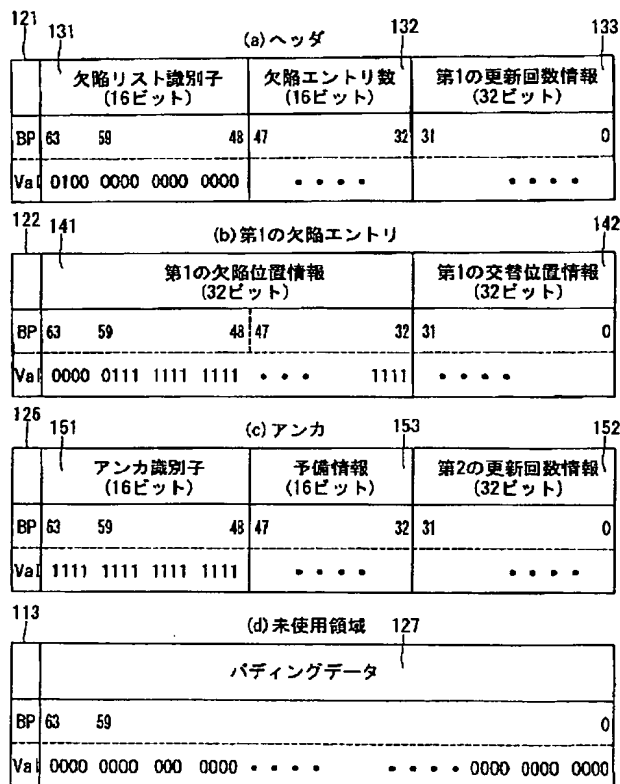 121 131 (a)ヘッダ 132 133
欠陥リスト識別子 欠陥エントリ数 第1の更新回数情報
(16ビット) (16ビット) (32ビット)
BP 63 59 48 47 32 31 0
Val 0100 0000 0000 0000 ・・・・ ・・・・
122 141 (b)第1の欠陥エントリ 142
第1の欠陥位置情報 第1の交替位置情報
(32ビット) (32ビット)
BP 63 59 48 47 32 31 0
Val 0000 0111 1111 1111 ・・・ 1111 ・・・・
126 151 (c)アンカ 153 152
アンカ識別子 予備情報 第2の更新回数情報
(16ビット) (16ビット) (32ビット)
BP 63 59 48 47 32 31 0
Val 1111 1111 1111 1111 ・・・・ ・・・・
113 (d)未使用領域 127
パディングデータ
BP 63 59 0
Val 0000 0000 000 0000 ・・・・ ・・・・ 0000 0000 0000